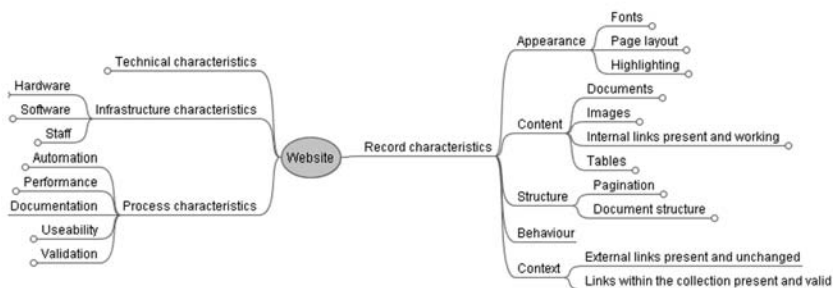 Technical characteristics
Hardware
Software
Staff
Infrastructure characteristics
Automation
Performance
Documentation
Useability
Validation
Process characteristics
Website
Record characteristics
Appearance
Fonts
Page layout
Highlighting
Content
Documents
Images
Internal links present and working
Tables
Structure
Pagination
Document structure
Behaviour
Context
External links present and unchanged
Links within the collection present and valid